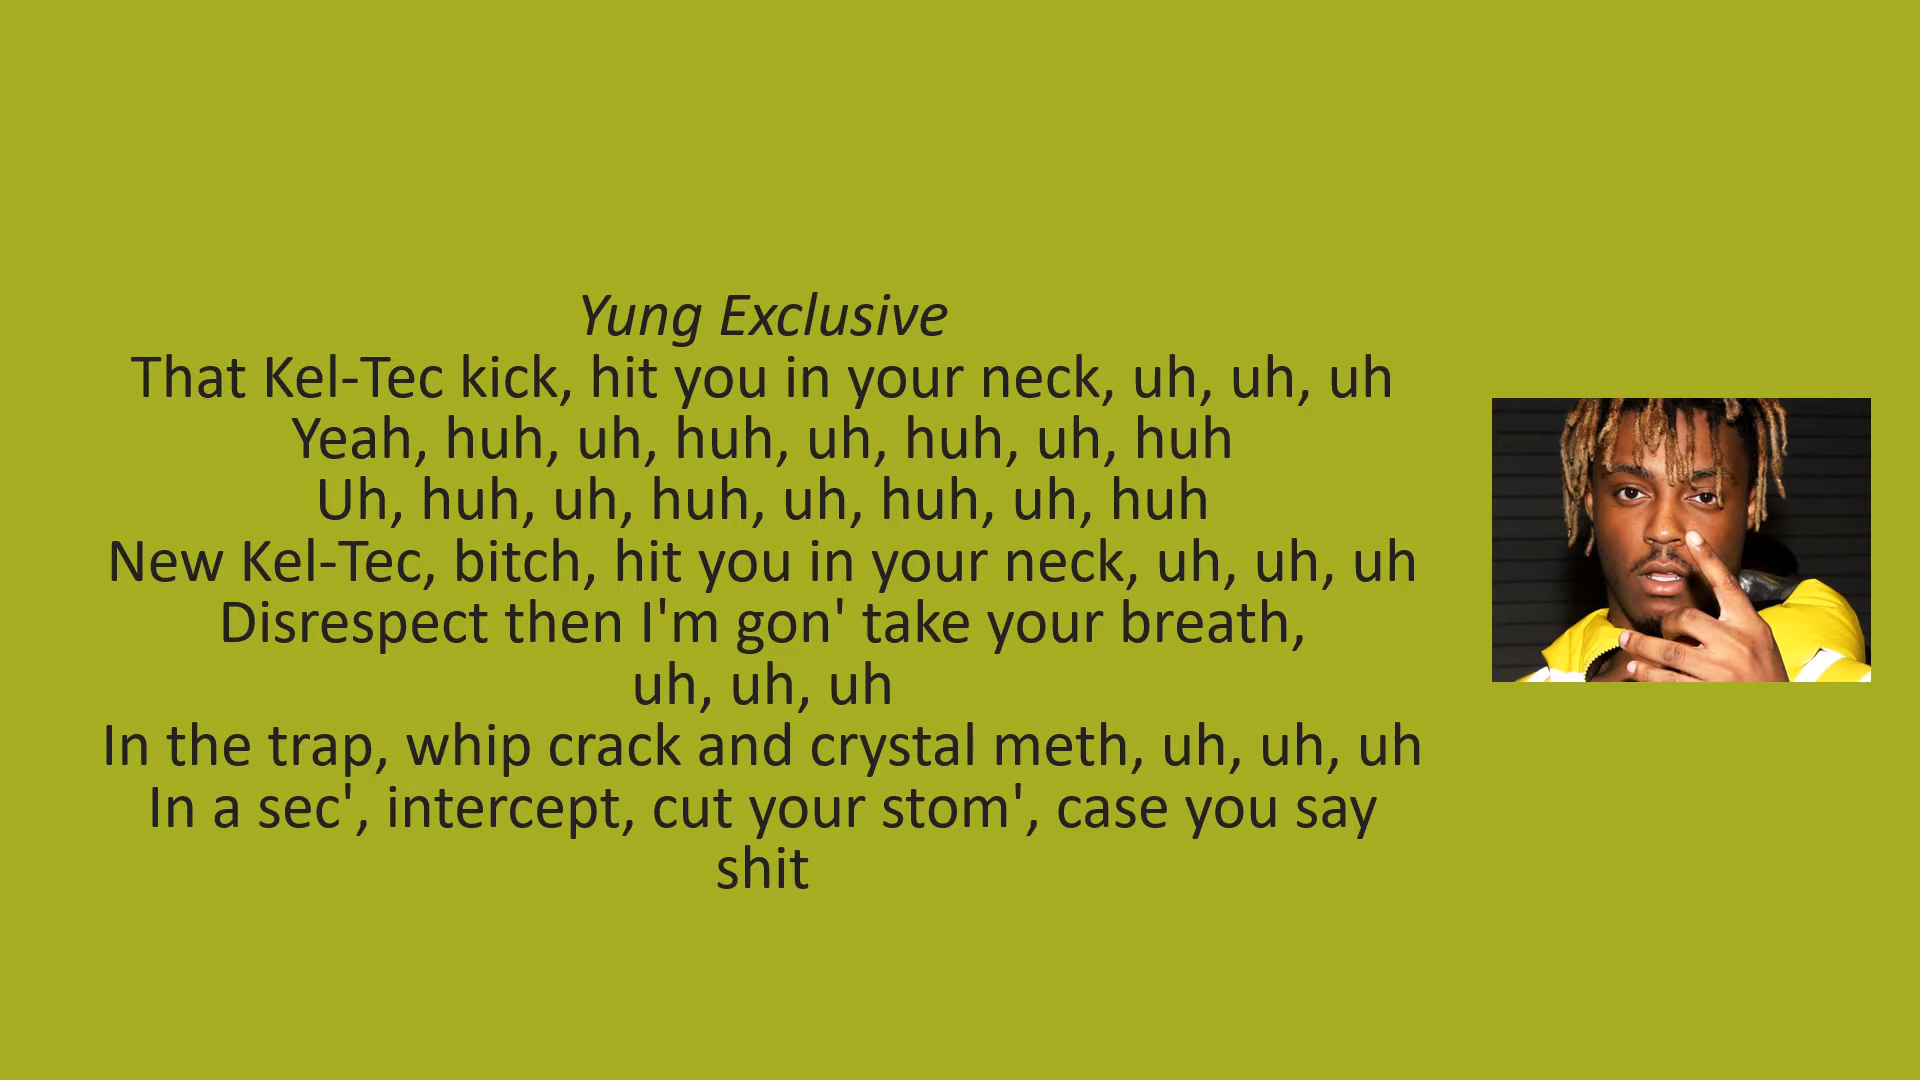 Yung Exclusive
That Kel-Tec kick, hit you in your neck, uh, uh, uh
Yeah, huh, uh, huh, uh, huh, uh, huh
Uh, huh, uh, huh, uh, huh, uh, huh
New Kel-Tec, bitch, hit you in your neck, uh, uh, uh
Disrespect then I'm gon' take your breath,
uh, uh, uh
In the trap, whip crack and crystal meth, uh, uh, uh
In a sec', intercept, cut your stom', case you say
shit